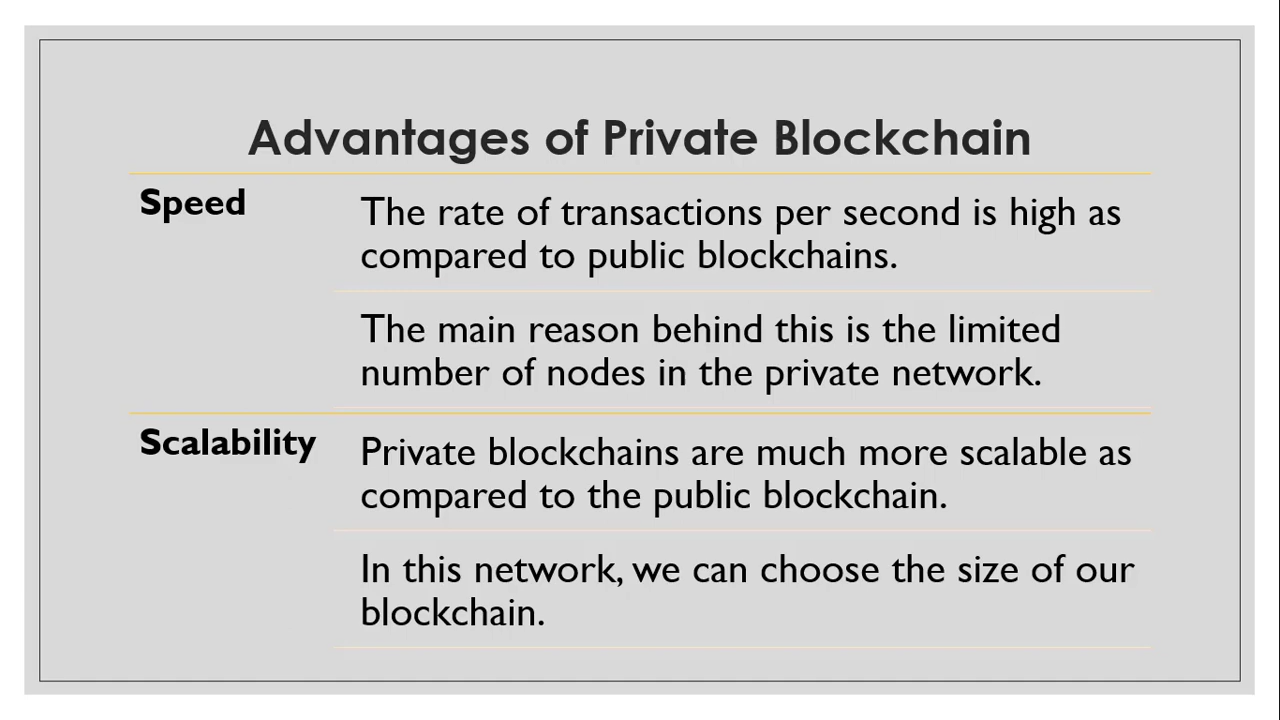 Advantages of Private Blockchain
Speed
The rate of transactions per second is high as
compared to public blockchains.
The main reason behind this is the limited
number of nodes in the private network.
Scalability
Private blockchains are much more scalable as
compared to the public blockchain.
In this network, we can choose the size of our
blockchain.